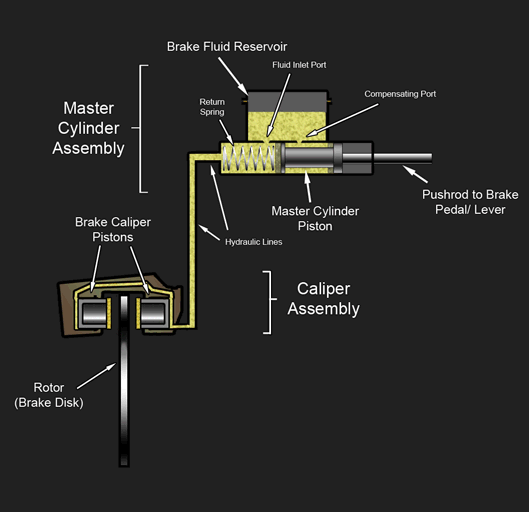 Brake Fluid Reservoir
Fluid Inlet Port
Compensating Port
Return
Spring
Master
Cylinder
Assembly
Pushrod to Brake
Pedal/ Lever
Master Cylinder
Piston
Brake Caliper
Pistons
Hydraulic Lines
Caliper
Assembly
Rotor
(Brake Disk)